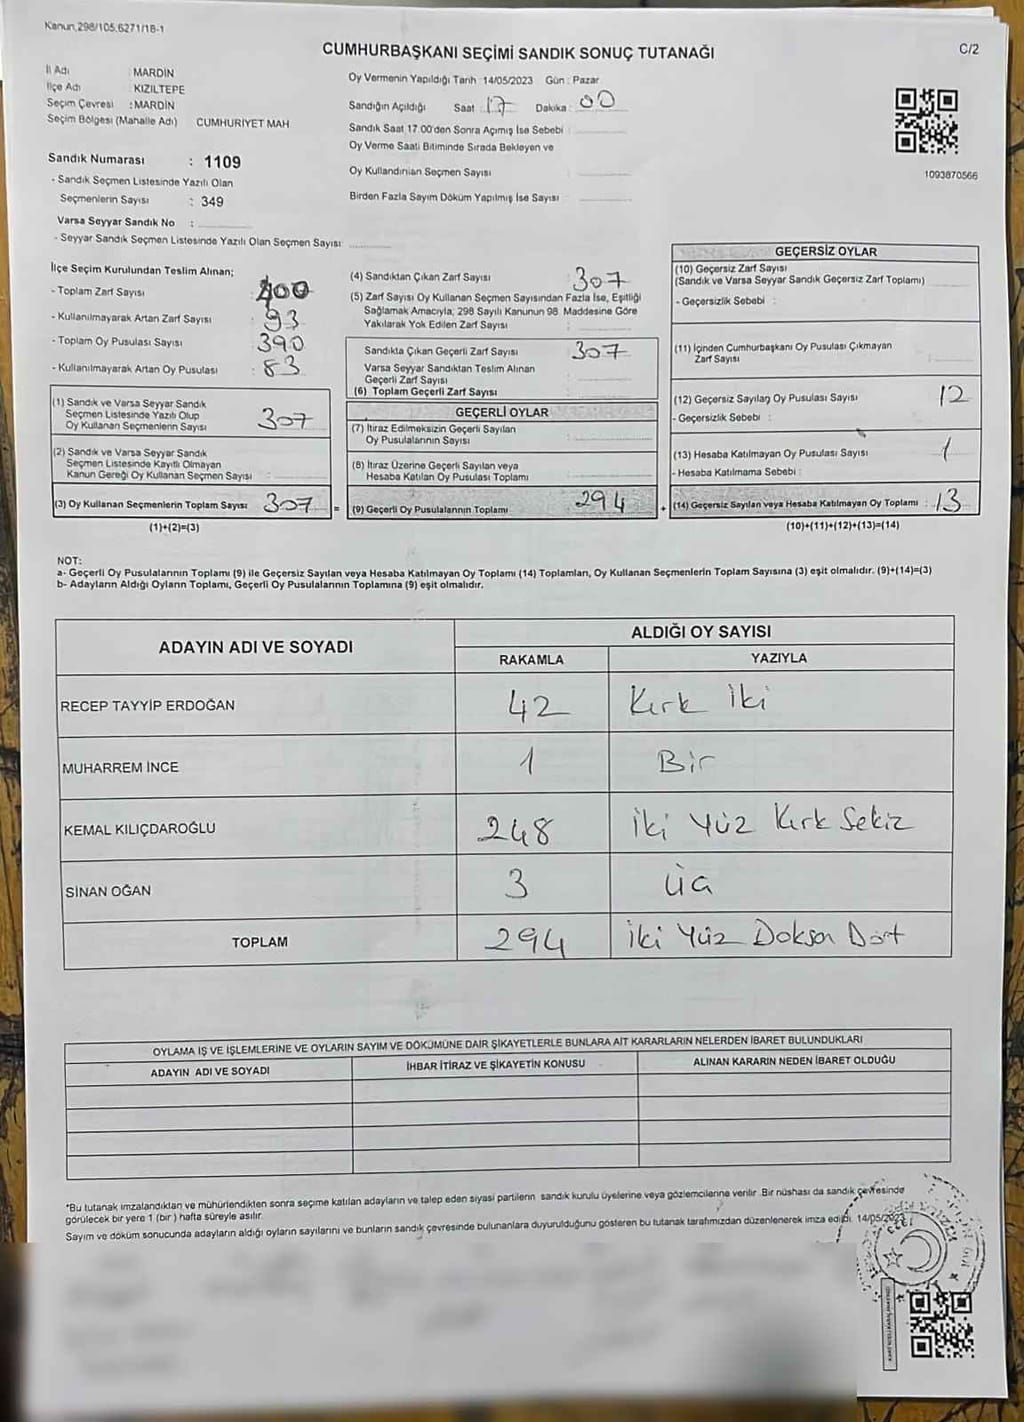 Kanun,298/105.6271/18-1
CUMHURBAŞKANI SEÇİMİ SANDIK SONUÇ TUTANAĞI
C/2
İl Adı : MARDİN
İlçe Adı : KIZILTEPE
Seçim Çevresi : MARDİN
Seçim Bölgesi (Mahalle Adı) CUMHURİYET MAH
Sandık Numarası : 1109
- Sandık Seçmen Listesinde Yazılı Olan
Seçmenlerin Sayısı : 349
Varsa Seyyar Sandık No :
- Seyyar Sandık Seçmen Listesinde Yazılı Olan Seçmen Sayısı:
Oy Vermenin Yapıldığı Tarih :14/05/2023 Gün : Pazar
Sandığın Açıldığı Saat : 17 Dakika : 00
Sandık Saat 17.00'den Sonra Açımış İse Sebebi :
Oy Verme Saati Bitiminde Sırada Bekleyen ve
Oy Kullandırılan Seçmen Sayısı :
Birden Fazla Sayım Döküm Yapılmış İse Sayısı :
1093870566
İlçe Seçim Kurulundan Teslim Alınan;
- Toplam Zarf Sayısı : 400
- Kullanılmayarak Artan Zarf Sayısı : 93
- Toplam Oy Pusulası Sayısı : 390
- Kullanılmayarak Artan Oy Pusulası : 83
(1) Sandık ve Varsa Seyyar Sandık
Seçmen Listesinde Yazılı Olup
Oy Kullanan Seçmenlerin Sayısı : 307
(2) Sandık ve Varsa Seyyar Sandık
Seçmen Listesinde Kayıtlı Olmayan
Kanun Gereği Oy Kullanan Seçmen Sayısı :
(3) Oy Kullanan Seçmenlerin Toplam Sayısı : 307
(1)+(2)=(3)
(4) Sandıktan Çıkan Zarf Sayısı : 307
(5) Zarf Sayısı Oy Kullanan Seçmen Sayısından Fazla İse, Eşitliği
Sağlamak Amacıyla, 298 Sayılı Kanunun 98. Maddesine Göre
Yakılarak Yok Edilen Zarf Sayısı :
Sandıkta Çıkan Geçerli Zarf Sayısı : 307
Varsa Seyyar Sandıktan Teslim Alınan
Geçerli Zarf Sayısı :
(6) Toplam Geçerli Zarf Sayısı :
GEÇERLİ OYLAR
(7) İtiraz Edilmeksizin Geçerli Sayılan
Oy Pusulalarının Sayısı :
(8) İtiraz Üzerine Geçerli Sayılan veya
Hesaba Katılan Oy Pusulası Toplamı :
= (9) Geçerli Oy Pusulalarının Toplamı : 294 +
GEÇERSİZ OYLAR
(10) Geçersiz Zarf Sayısı
(Sandık ve Varsa Seyyar Sandık Geçersiz Zarf Toplamı) :
- Geçersizlik Sebebi :
(11) İçinden Cumhurbaşkanı Oy Pusulası Çıkmayan
Zarf Sayısı :
(12) Geçersiz Sayılan Oy Pusulası Sayısı : 12
- Geçersizlik Sebebi :
(13) Hesaba Katılmayan Oy Pusulası Sayısı : 1
- Hesaba Katılmama Sebebi :
(14) Geçersiz Sayılan veya Hesaba Katılmayan Oy Toplamı : 13
(10)+(11)+(12)+(13)=(14)
NOT:
a- Geçerli Oy Pusulalarının Toplamı (9) ile Geçersiz Sayılan veya Hesaba Katılmayan Oy Toplamı (14) Toplamları, Oy Kullanan Seçmenlerin Toplam Sayısına (3) eşit olmalıdır. (9)+(14)=(3)
b- Adayların Aldığı Oyların Toplamı, Geçerli Oy Pusulalarının Toplamına (9) eşit olmalıdır.
ADAYIN ADI VE SOYADI
ALDIĞI OY SAYISI
RAKAMLA YAZIYLA
RECEP TAYYİP ERDOĞAN 42 Kırk İki
MUHARREM İNCE 1 Bir
KEMAL KILIÇDAROĞLU 248 İki Yüz Kırk Sekiz
SİNAN OĞAN 3 Üç
TOPLAM 294 İki Yüz Doksan Dört
OYLAMA İŞ VE İŞLEMLERİNE VE OYLARIN SAYIM VE DÖKÜMÜNE DAİR ŞİKAYETLERLE BUNLARA AİT KARARLARIN NELERDEN İBARET BULUNDUKLARI
ADAYIN ADI VE SOYADI İHBAR İTİRAZ VE ŞİKAYETİN KONUSU ALINAN KARARIN NEDEN İBARET OLDUĞU
*Bu tutanak imzalandıktan ve mühürlendikten sonra seçime katılan adayların ve talep eden siyasi partilerin sandık kurulu üyelerine veya gözlemcilerine verilir. Bir nüshası da sandık çevresinde
görülecek bir yere 1 (bir) hafta süreyle asılır.
Sayım ve döküm sonucunda adayların aldığı oyların sayılarını ve bunların sandık çevresinde bulunanlara duyurulduğunu gösteren bu tutanak tarafımızdan düzenlenerek imza edildi. 14/05/2023